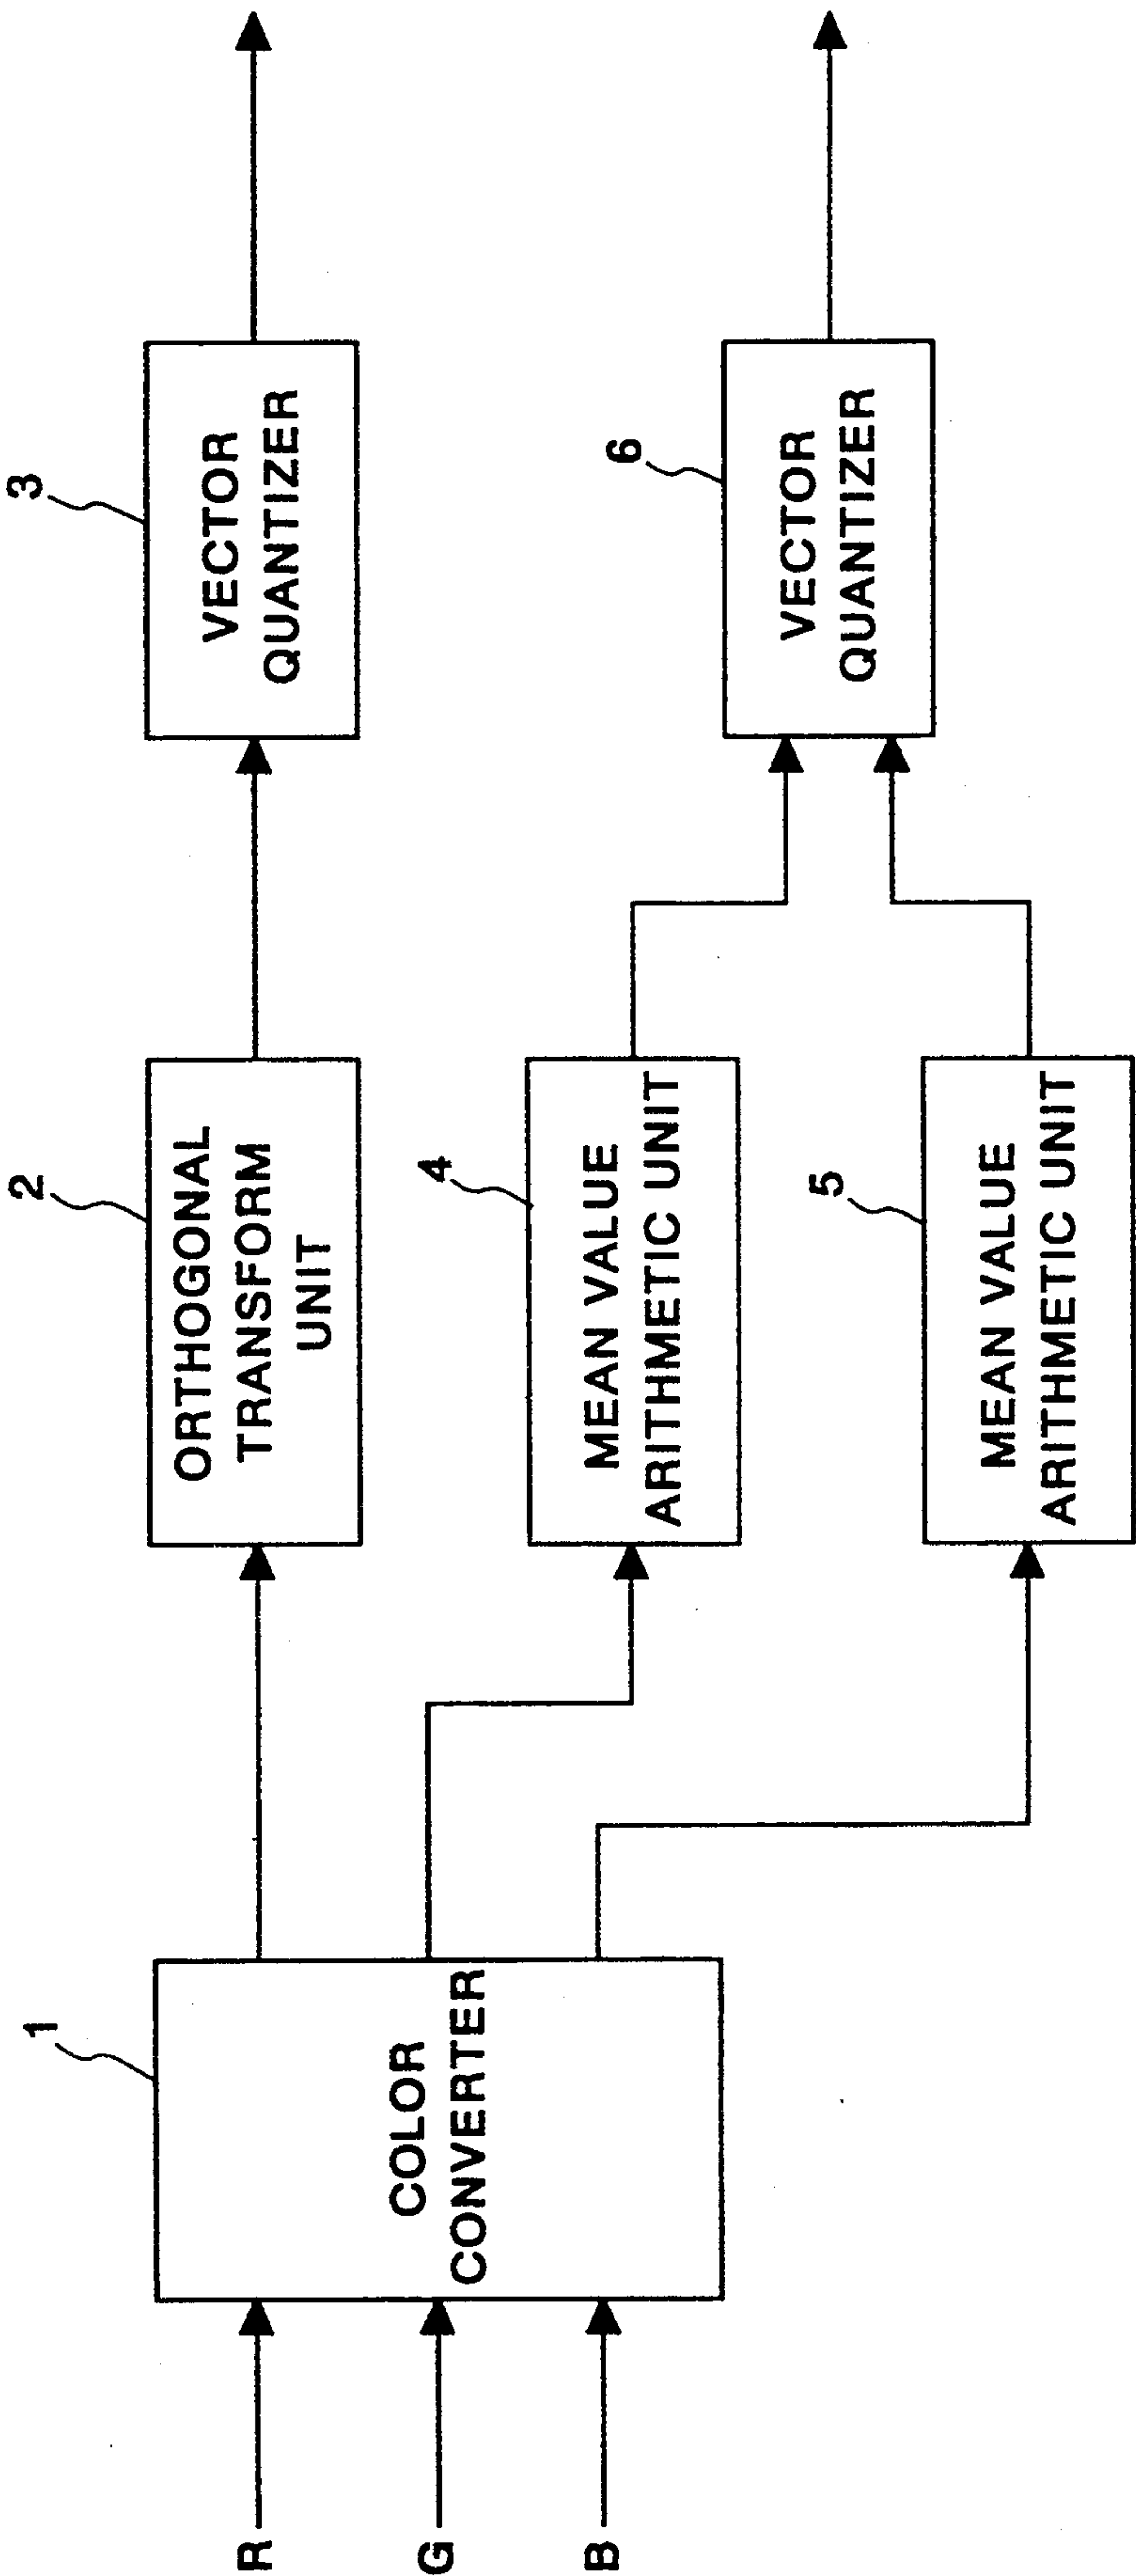 R
G
B
1
COLOR
CONVERTER
2
ORTHOGONAL
TRANSFORM
UNIT
3
VECTOR
QUANTIZER
4
MEAN VALUE
ARITHMETIC UNIT
5
MEAN VALUE
ARITHMETIC UNIT
6
VECTOR
QUANTIZER